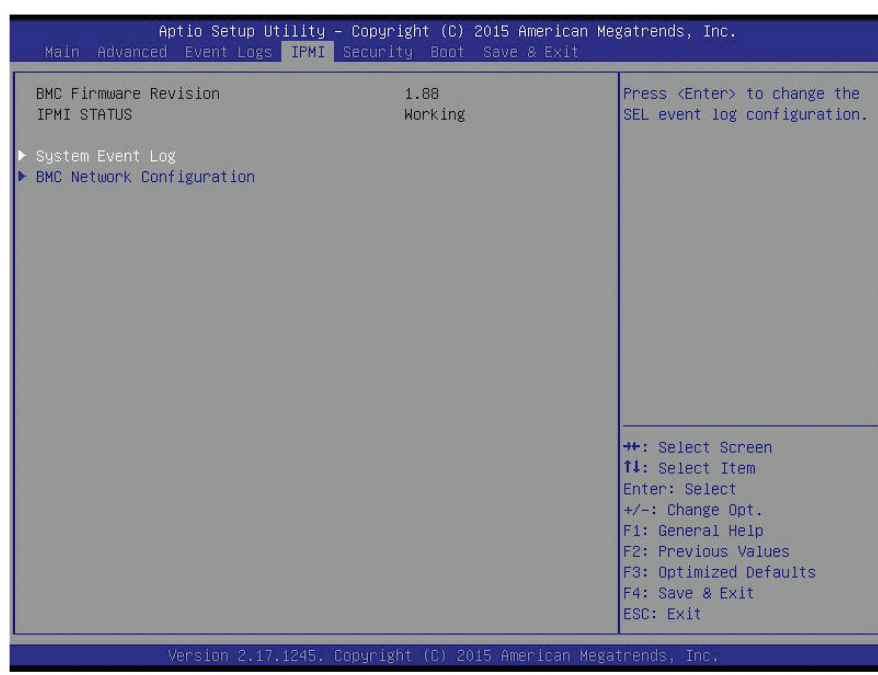 Aptio Setup Utility – Copyright (C) 2015 American Megatrends, Inc.
Main Advanced Event Logs IPMI Security Boot Save & Exit
BMC Firmware Revision 1.88
IPMI STATUS Working
System Event Log
BMC Network Configuration
Press <Enter> to change the
SEL event log configuration.
→←: Select Screen
↑↓: Select Item
Enter: Select
+/-: Change Opt.
F1: General Help
F2: Previous Values
F3: Optimized Defaults
F4: Save & Exit
ESC: Exit
Version 2.17.1245. Copyright (C) 2015 American Megatrends, Inc.